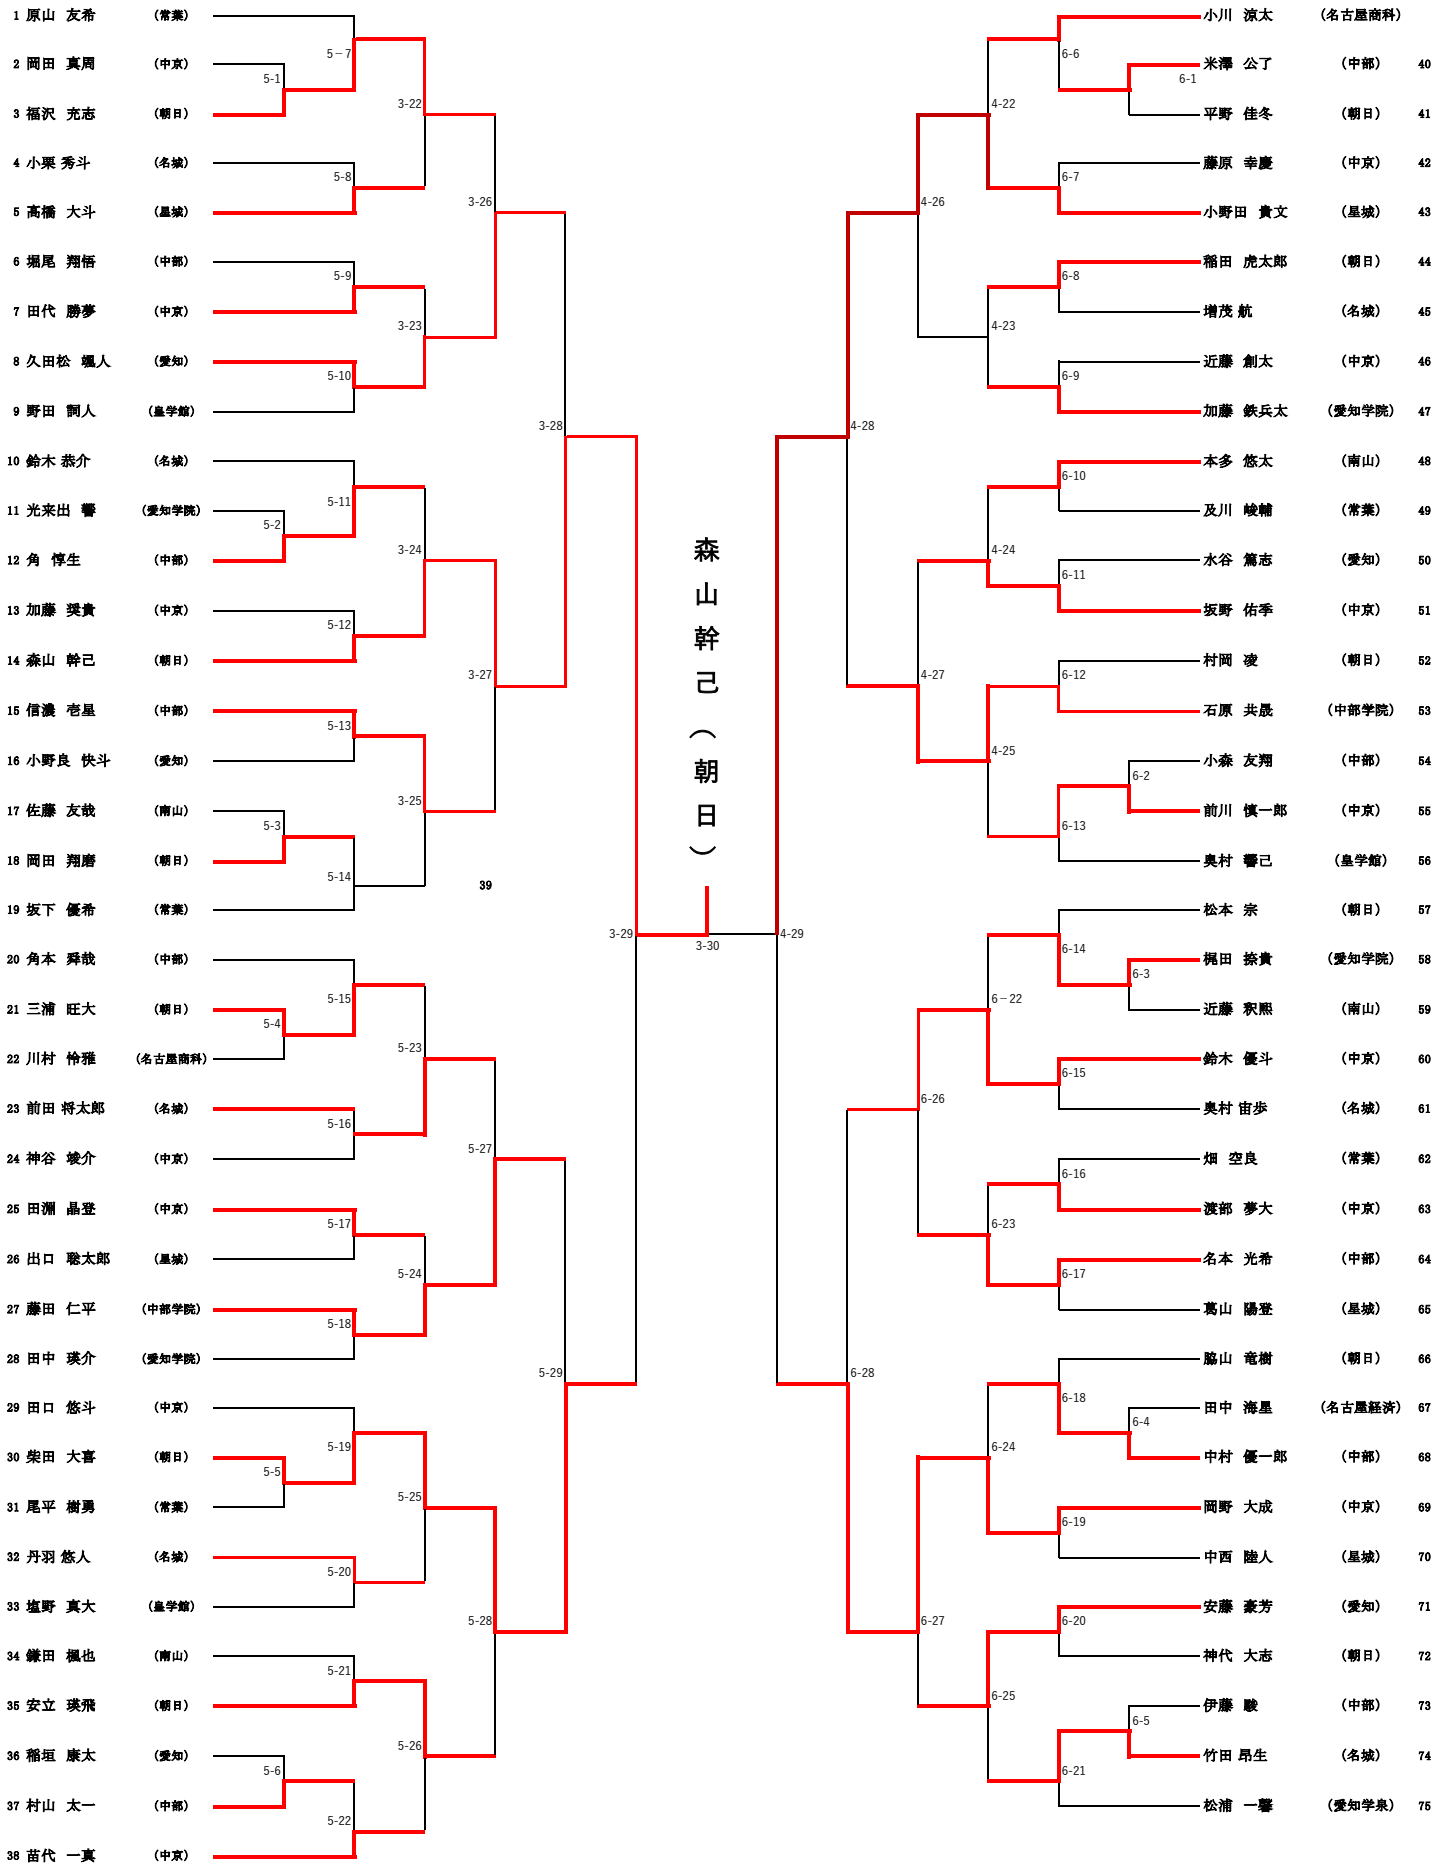 1 原山 友希 (常葉)
2 岡田 真周 (中京)
3 福沢 充志 (朝日)
4 小栗 秀斗 (名城)
5 高橋 大斗 (星城)
6 堀尾 翔悟 (中部)
7 田代 勝夢 (中京)
8 久田松 颯人 (愛知)
9 野田 詞人 (皇学館)
10 鈴木 恭介 (名城)
11 光来出 響 (愛知学院)
12 角 惇生 (中部)
13 加藤 奨貴 (中京)
14 森山 幹己 (朝日)
15 信濃 壱星 (中部)
16 小野良 快斗 (愛知)
17 佐藤 友哉 (南山)
18 岡田 翔磨 (朝日)
19 坂下 優希 (常葉)
20 角本 舜哉 (中部)
21 三浦 旺大 (朝日)
22 川村 怜雅 (名古屋商科)
23 前田 将太郎 (名城)
24 神谷 竣介 (中京)
25 田淵 晶登 (中京)
26 出口 聡太郎 (星城)
27 藤田 仁平 (中部学院)
28 田中 瑛介 (愛知学院)
29 田口 悠斗 (中京)
30 柴田 大喜 (朝日)
31 尾平 樹勇 (常葉)
32 丹羽 悠人 (名城)
33 塩野 真大 (皇学館)
34 鎌田 楓也 (南山)
35 安立 瑛飛 (朝日)
36 稲垣 康太 (愛知)
37 村山 太一 (中部)
38 苗代 一真 (中京)
5-1
5-2
5-3
5-4
5-5
5-6
5−7
5-8
5-9
5-10
5-11
5-12
5-13
5-14
5-15
5-16
5-17
5-18
5-19
5-20
5-21
5-22
3-22
3-23
3-24
3-25
5-23
5-24
5-25
5-26
3-26
3-27
5-27
5-28
3-28
5-29
3-29
39
森山幹己(朝日)
3-30
4-29
4-28
6-28
4-26
4-27
6-26
6-27
4-22
4-23
4-24
4-25
6−22
6-23
6-24
6-25
6-6
6-7
6-8
6-9
6-10
6-11
6-12
6-13
6-14
6-15
6-16
6-17
6-18
6-19
6-20
6-21
6-1
6-2
6-3
6-4
6-5
小川 涼太 (名古屋商科)
米澤 公了 (中部) 40
平野 佳冬 (朝日) 41
藤原 幸慶 (中京) 42
小野田 貴文 (星城) 43
稲田 虎太郎 (朝日) 44
増茂 航 (名城) 45
近藤 創太 (中京) 46
加藤 鉄兵太 (愛知学院) 47
本多 悠太 (南山) 48
及川 峻輔 (常葉) 49
水谷 篤志 (愛知) 50
坂野 佑季 (中京) 51
村岡 凌 (朝日) 52
石原 共晟 (中部学院) 53
小森 友翔 (中部) 54
前川 慎一郎 (中京) 55
奥村 響己 (皇学館) 56
松本 宗 (朝日) 57
梶田 捺貴 (愛知学院) 58
近藤 釈熙 (南山) 59
鈴木 優斗 (中京) 60
奥村 宙歩 (名城) 61
畑 空良 (常葉) 62
渡部 夢大 (中京) 63
名本 光希 (中部) 64
葛山 陽登 (星城) 65
脇山 竜樹 (朝日) 66
田中 海星 (名古屋経済) 67
中村 優一郎 (中部) 68
岡野 大成 (中京) 69
中西 陸人 (星城) 70
安藤 豪芳 (愛知) 71
神代 大志 (朝日) 72
伊藤 駿 (中部) 73
竹田 昂生 (名城) 74
松浦 一馨 (愛知学泉) 75